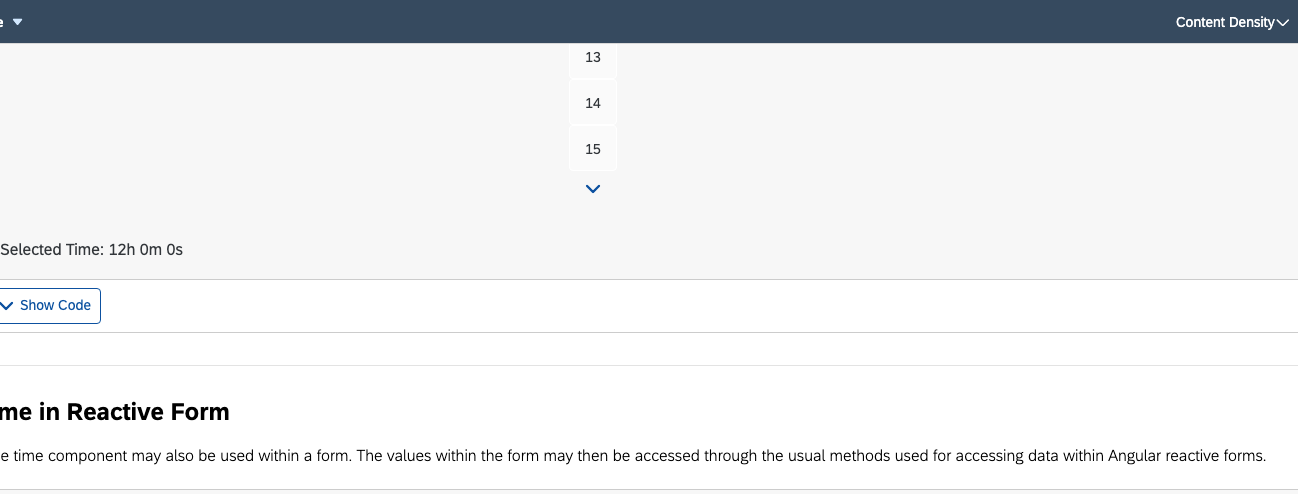 Content Density
13
14
15
Selected Time: 12h 0m 0s
Show Code
me in Reactive Form
e time component may also be used within a form. The values within the form may then be accessed through the usual methods used for accessing data within Angular reactive forms.